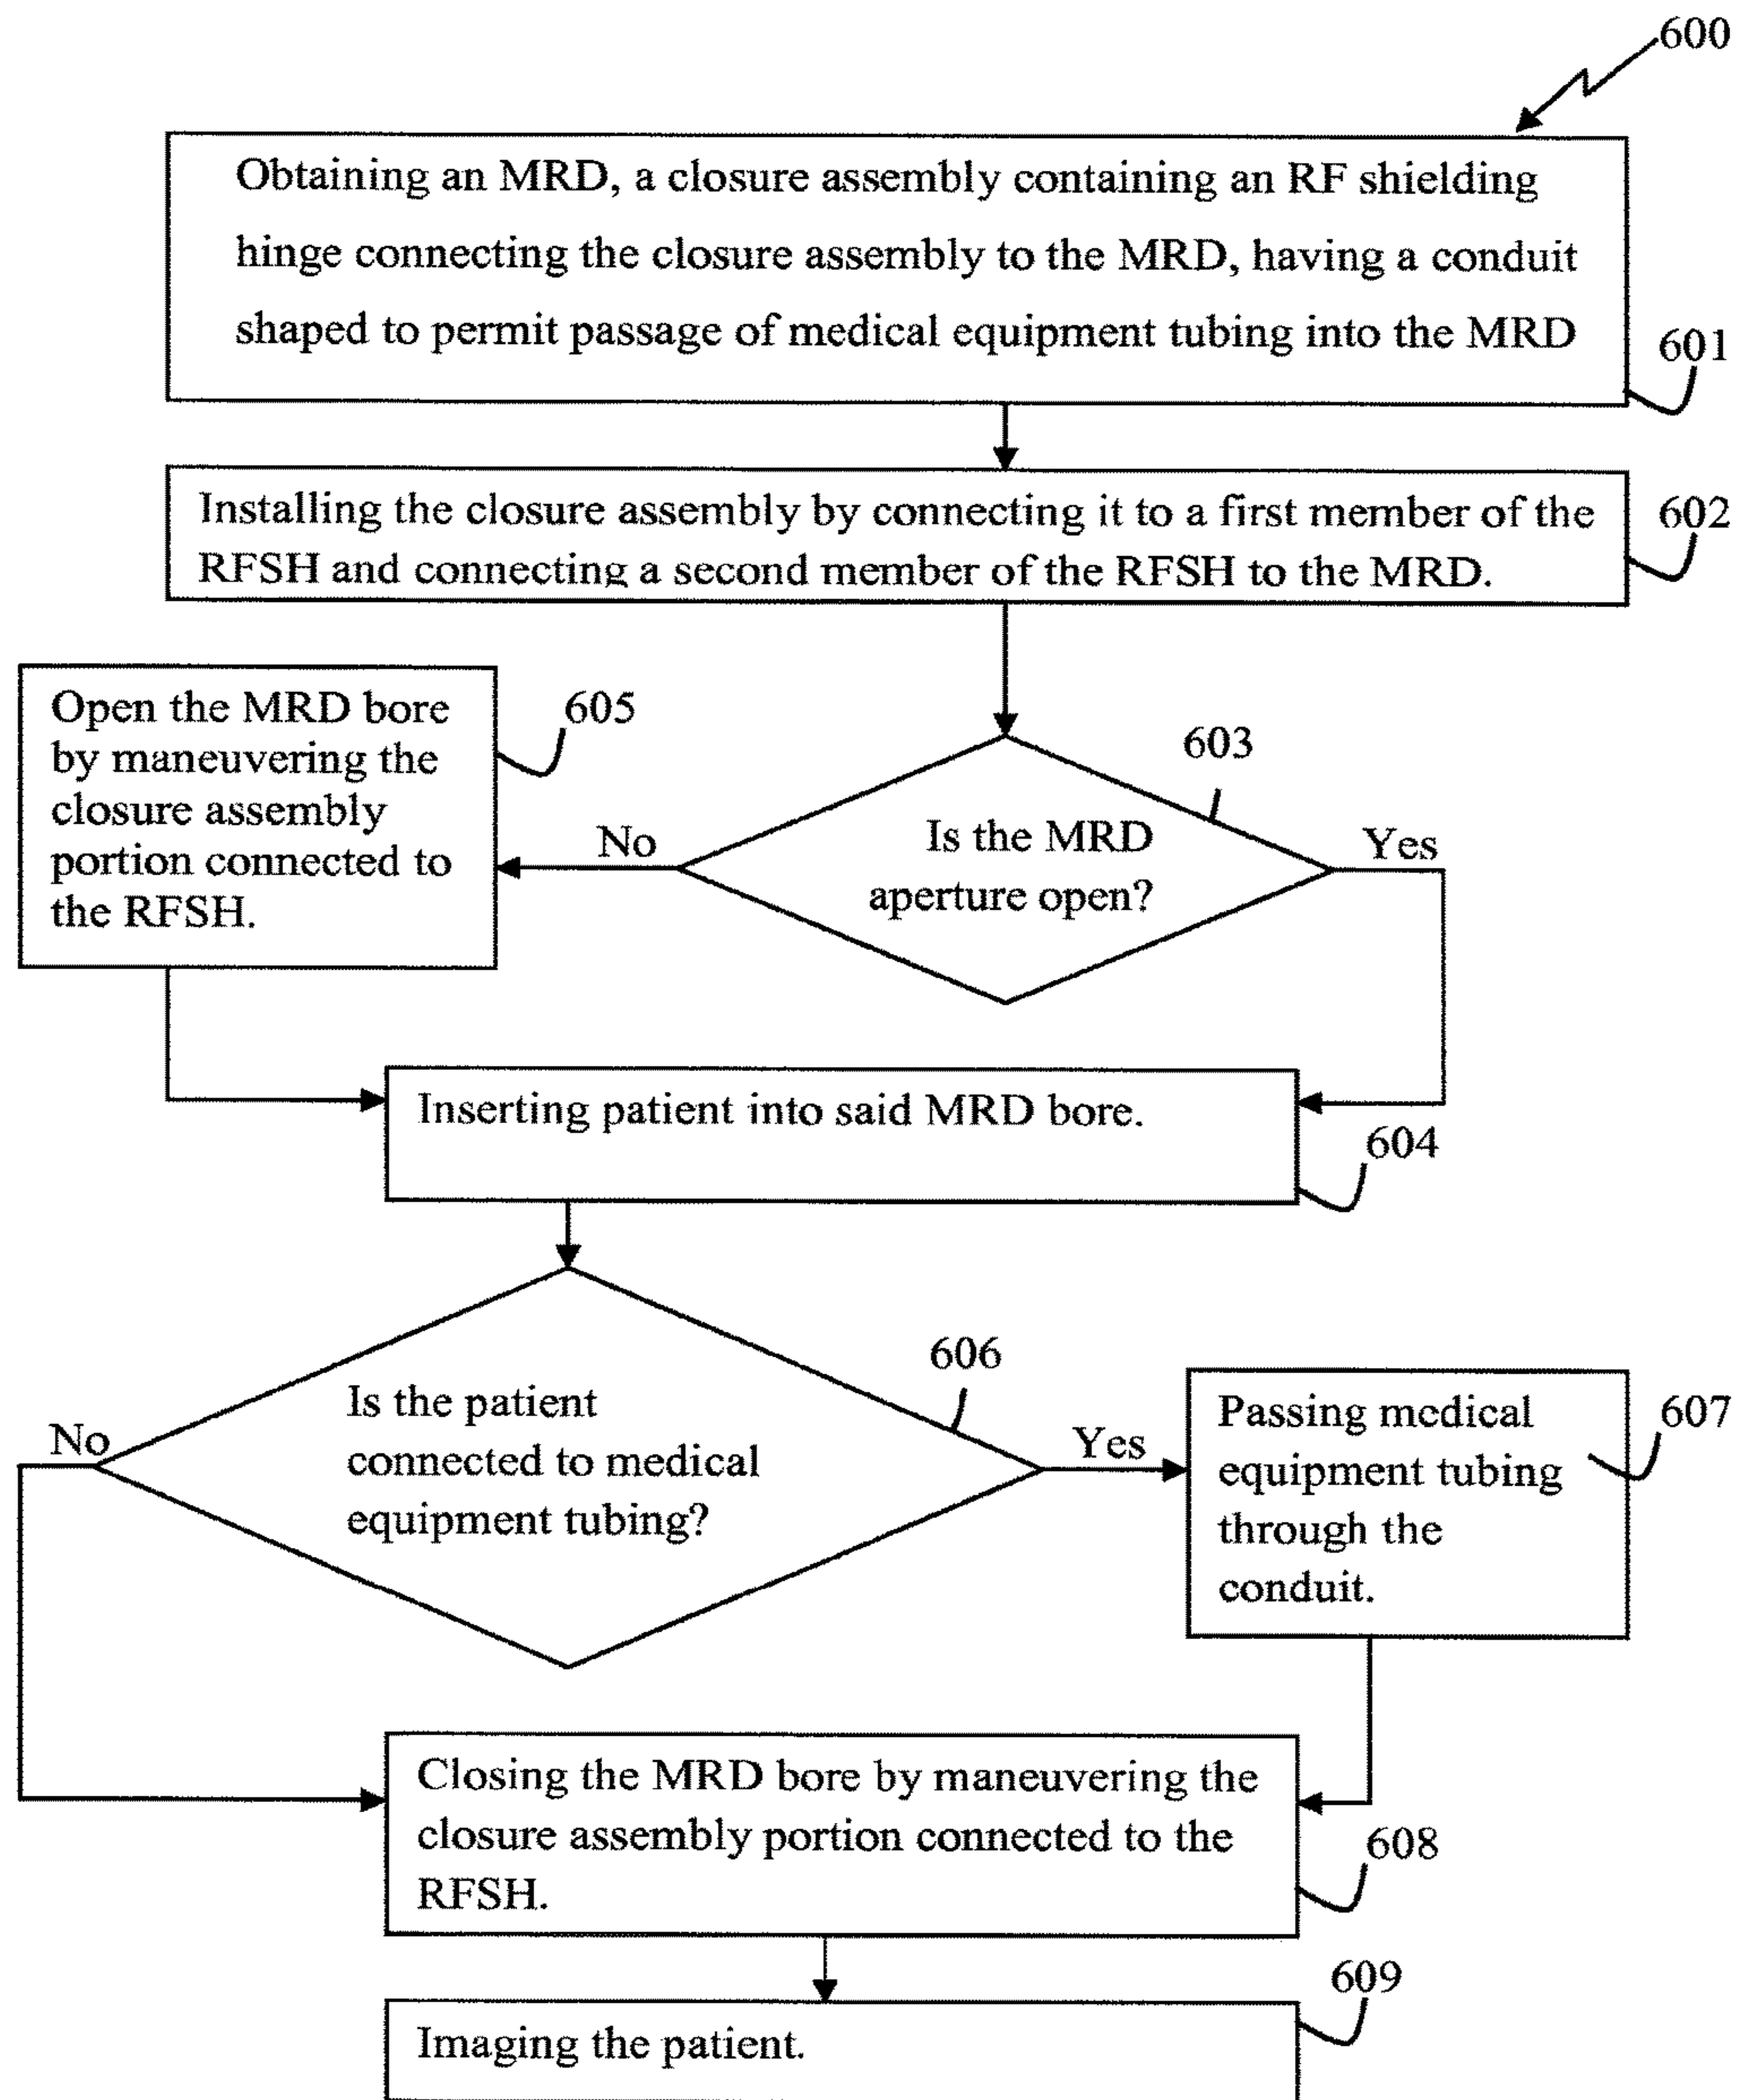 600
Obtaining an MRD, a closure assembly containing an RF shielding
hinge connecting the closure assembly to the MRD, having a conduit
shaped to permit passage of medical equipment tubing into the MRD
601
Installing the closure assembly by connecting it to a first member of the
RFSH and connecting a second member of the RFSH to the MRD.
602
Open the MRD bore
by maneuvering the
closure assembly
portion connected to
the RFSH.
605
603
No
Is the MRD
aperture open?
Yes
Inserting patient into said MRD bore.
604
606
Is the patient
connected to medical
equipment tubing?
No
Yes
Passing medical
equipment tubing
through the
conduit.
607
Closing the MRD bore by maneuvering the
closure assembly portion connected to the
RFSH.
608
609
Imaging the patient.